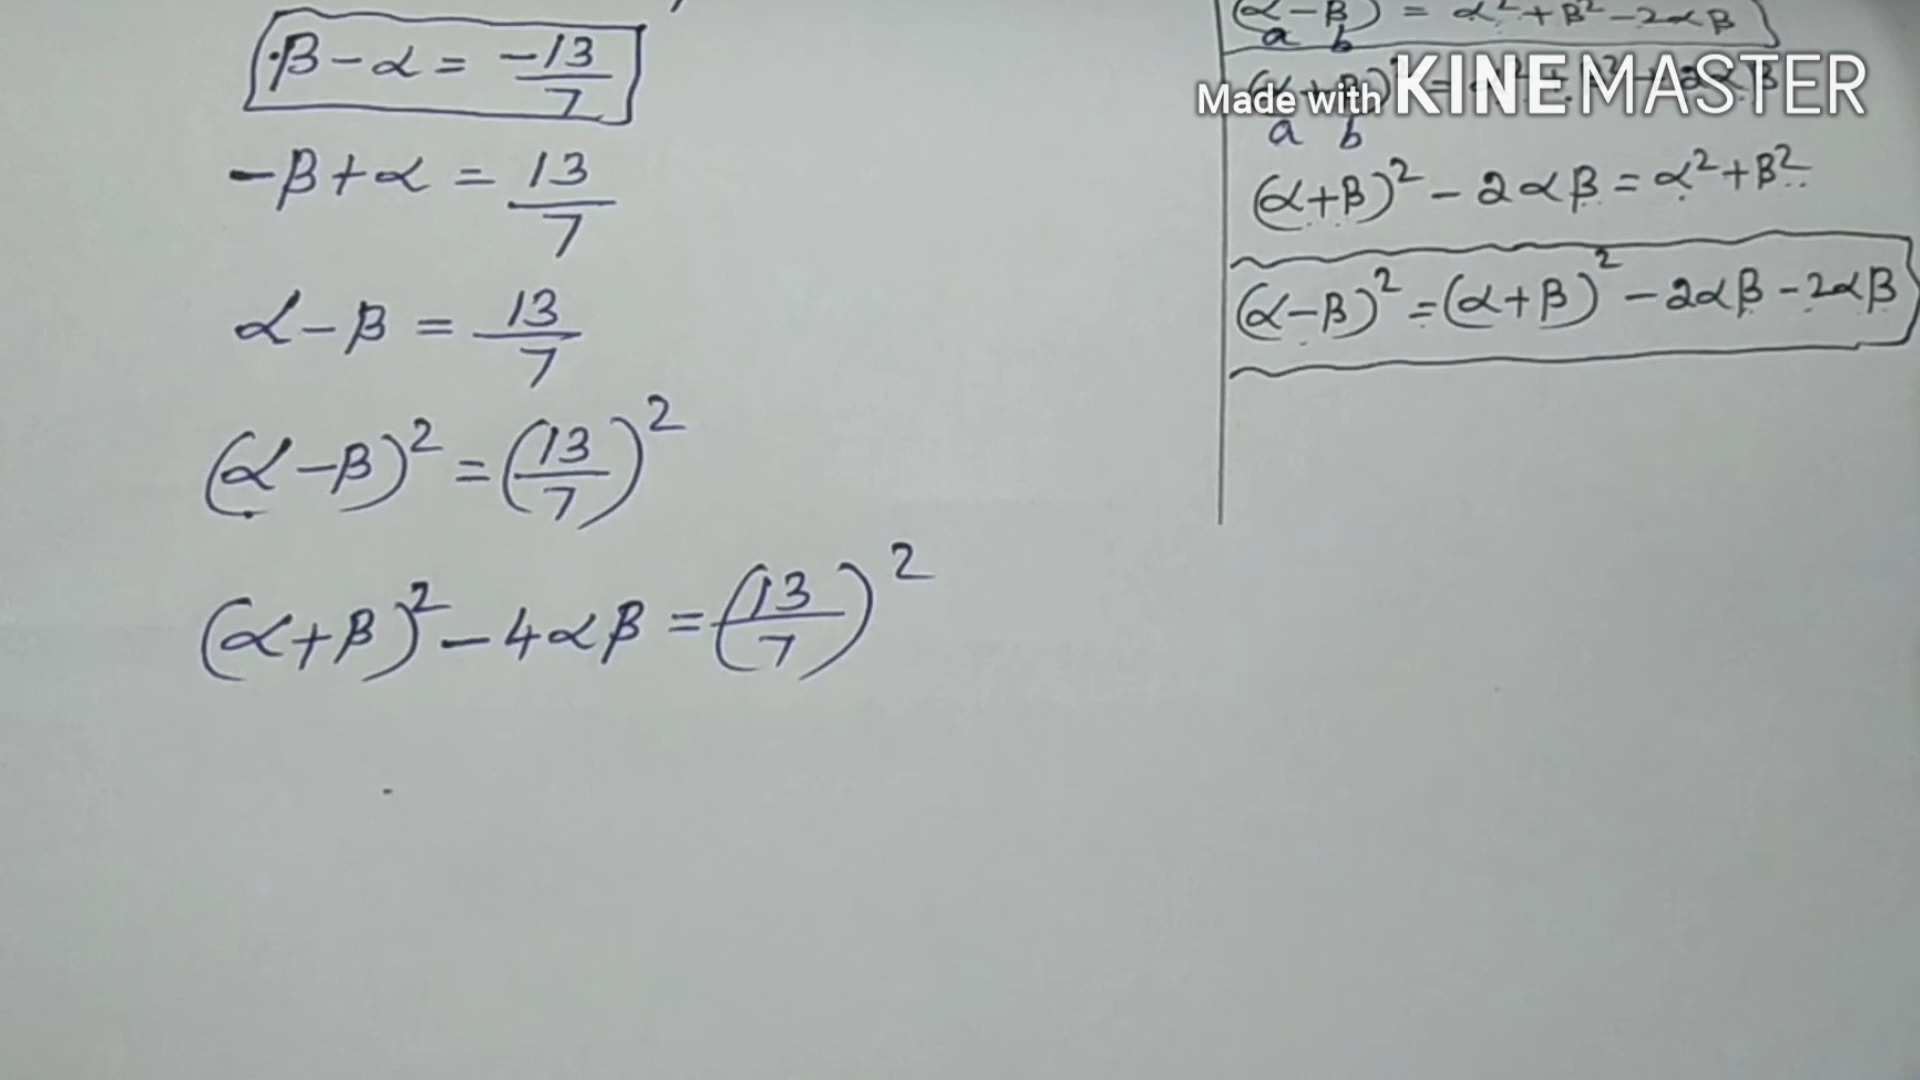 β - α = -13/7
-β + α = 13/7
α - β = 13/7
(α - β)² = (13/7)²
(α + β)² - 4αβ = (13/7)²
(α - β) = α² + β² - 2αβ
a b
Made with KINEMASTER
a b
(α + β)² - 2αβ = α² + β²
(α - β)² = (α + β)² - 2αβ - 2αβ